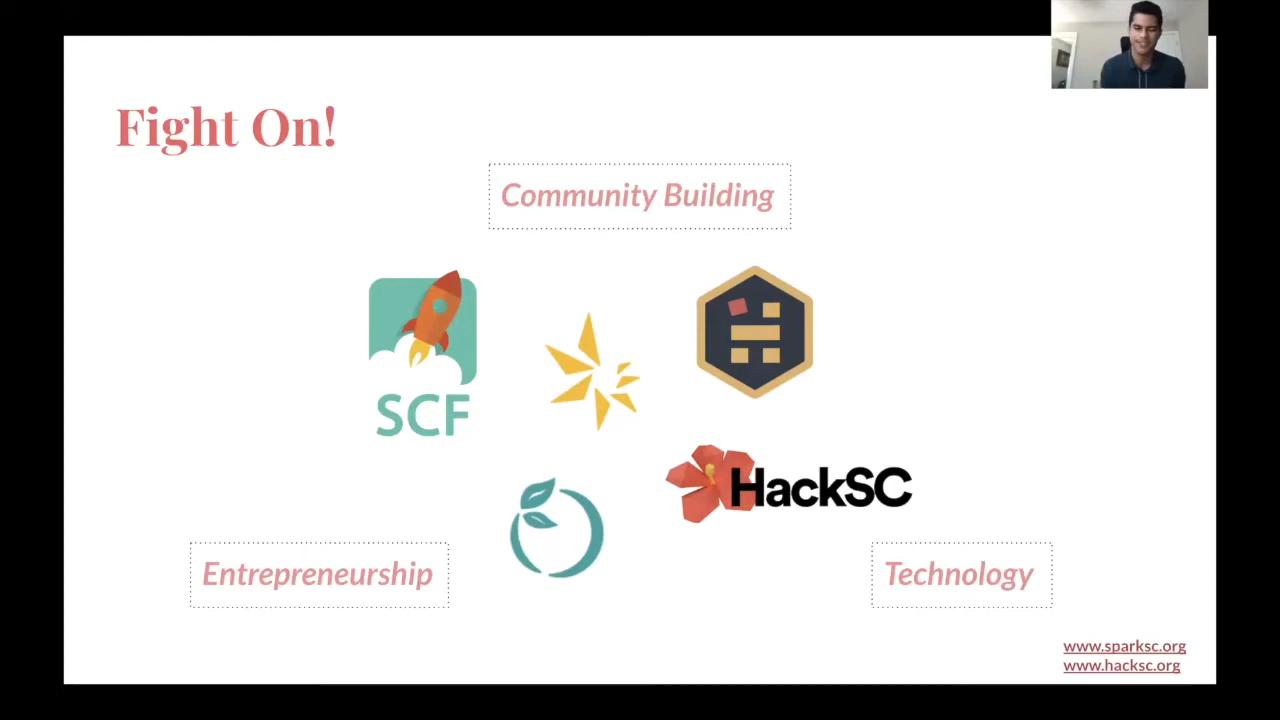 Fight On!
Community Building
SCF
HackSC
Entrepreneurship
Technology
www.sparksc.org
www.hacksc.org